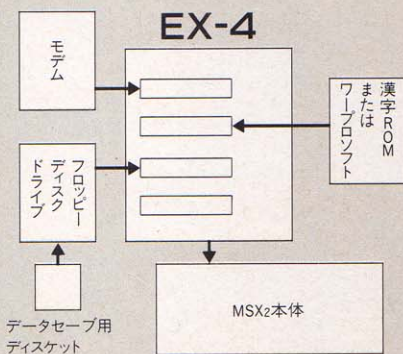 EX-4
モデム
漢字ROM
または
ワープロソフト
フロッピー
ディスク
ドライブ
データセーブ用
ディスケット
MSX2本体